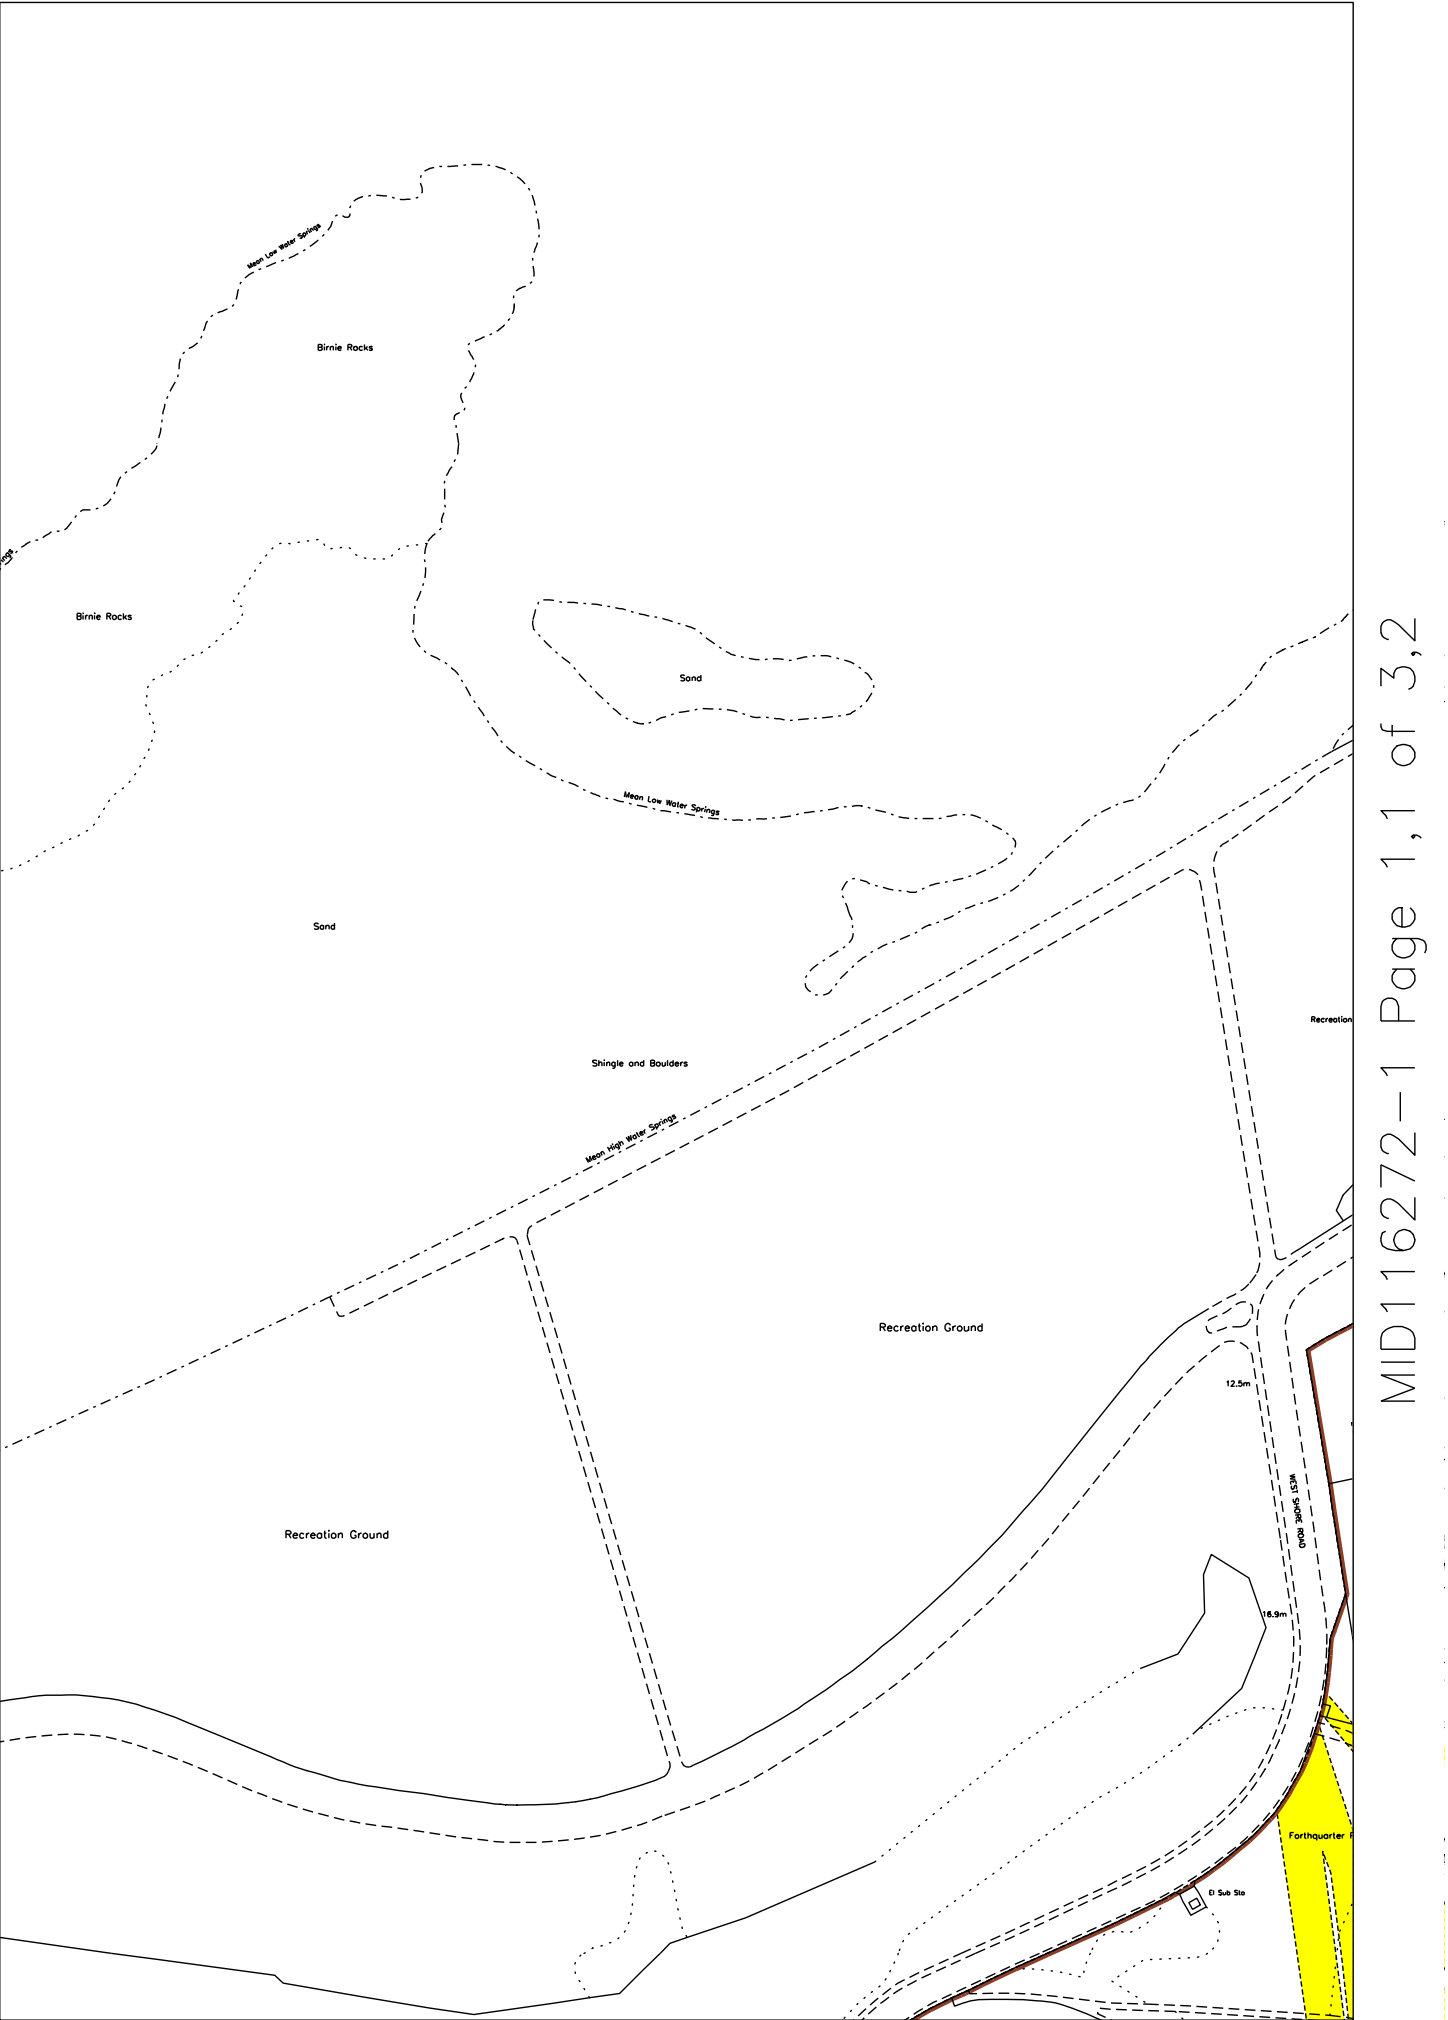 Mean Low Water Springs
Birnie Rocks
ings
Birnie Rocks
Sand
Mean Low Water Springs
Sand
Recreation
Shingle and Boulders
Mean High Water Springs
Recreation Ground
12.5m
WEST SHORE ROAD
Recreation Ground
16.9m
Forthquarter
El Sub Sta
MID116272-1 Page 1,1 of 3,2